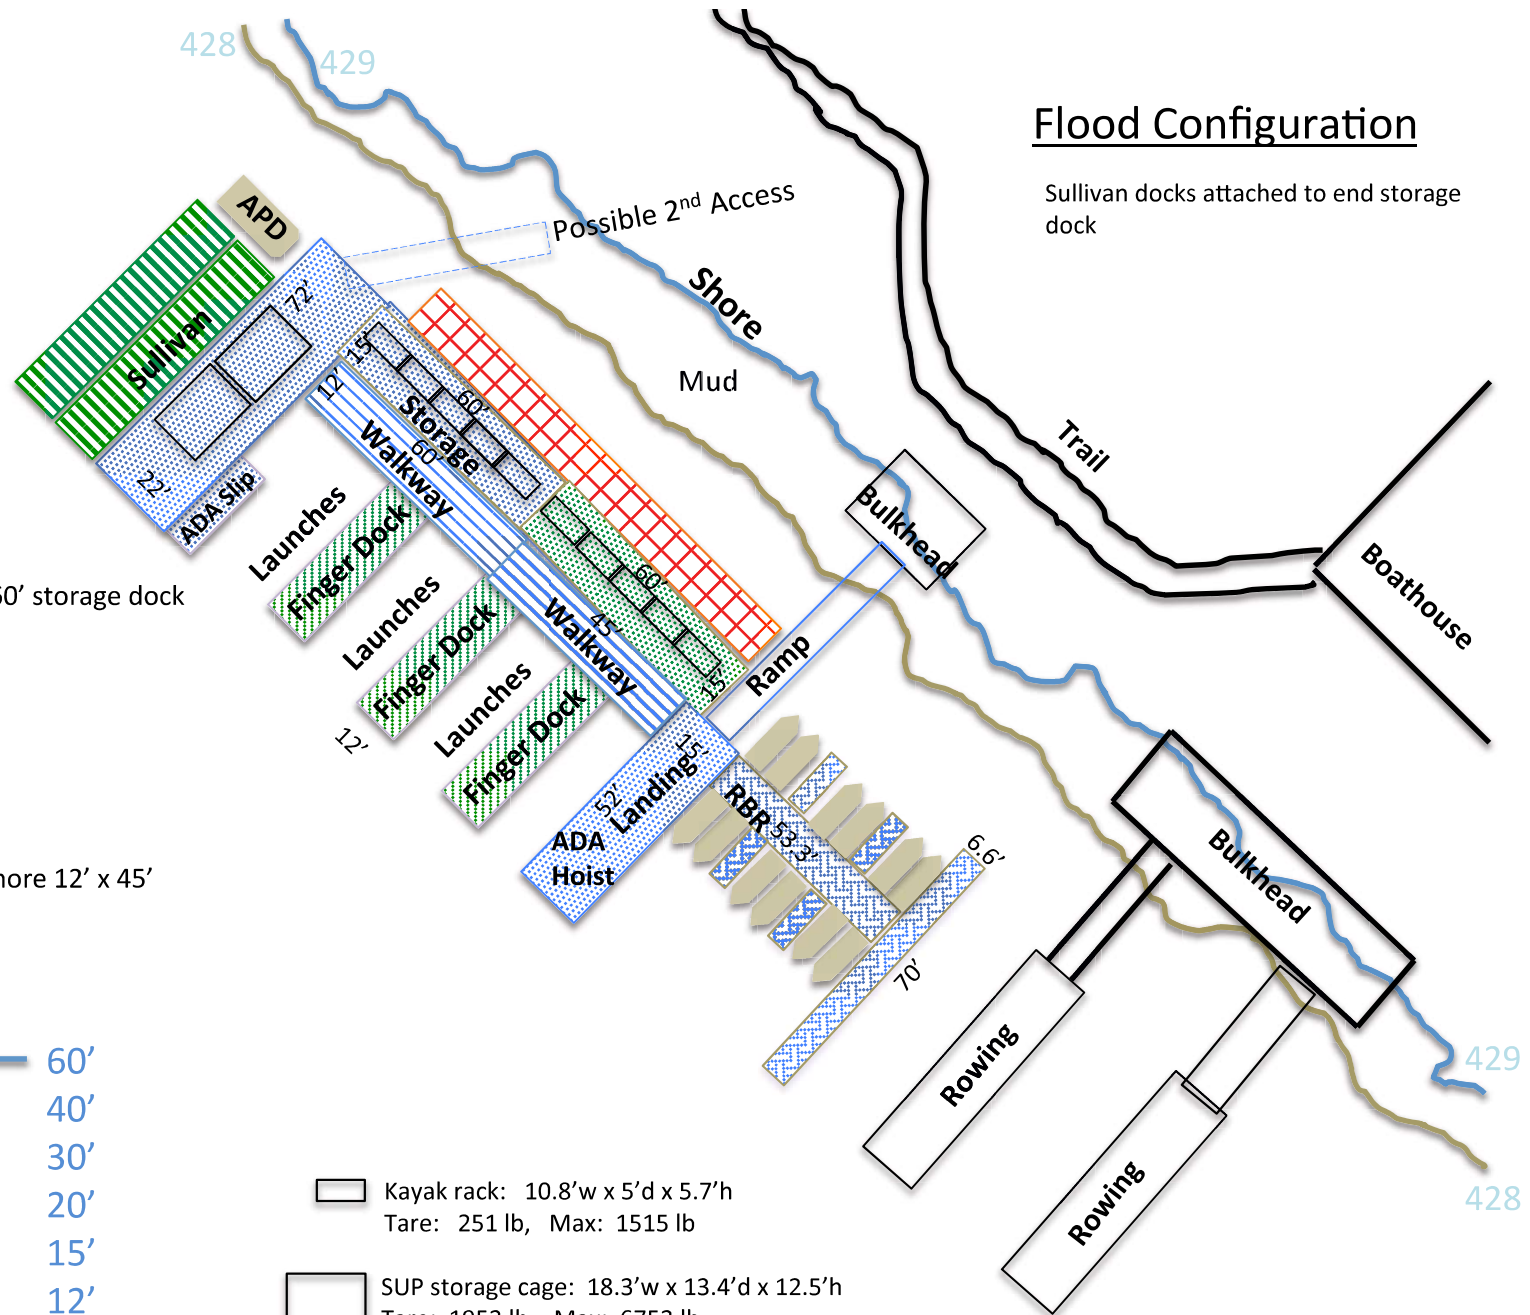 428
429
Flood Configuration
Sullivan docks attached to end storage
dock
Possible 2nd Access
APD
Shore
72’
Sullivan
15’
12’
Mud
60’
Storage
60’
Walkway
22’
ADA Slip
Launches
Finger Dock
Trail
Bulkhead
Boathouse
60’
45’
Walkway
0’ storage dock
Launches
Finger Dock
15’
Ramp
12’
Launches
Finger Dock
15’
52’
Landing
ADA
Hoist
RBR
53.3’
6.6’
Bulkhead
ore 12’ x 45’
70’
Rowing
429
Rowing
428
60’
40’
30’
20’
15’
12’
Kayak rack: 10.8’w x 5’d x 5.7’h
Tare: 251 lb, Max: 1515 lb
SUP storage cage: 18.3’w x 13.4’d x 12.5’h